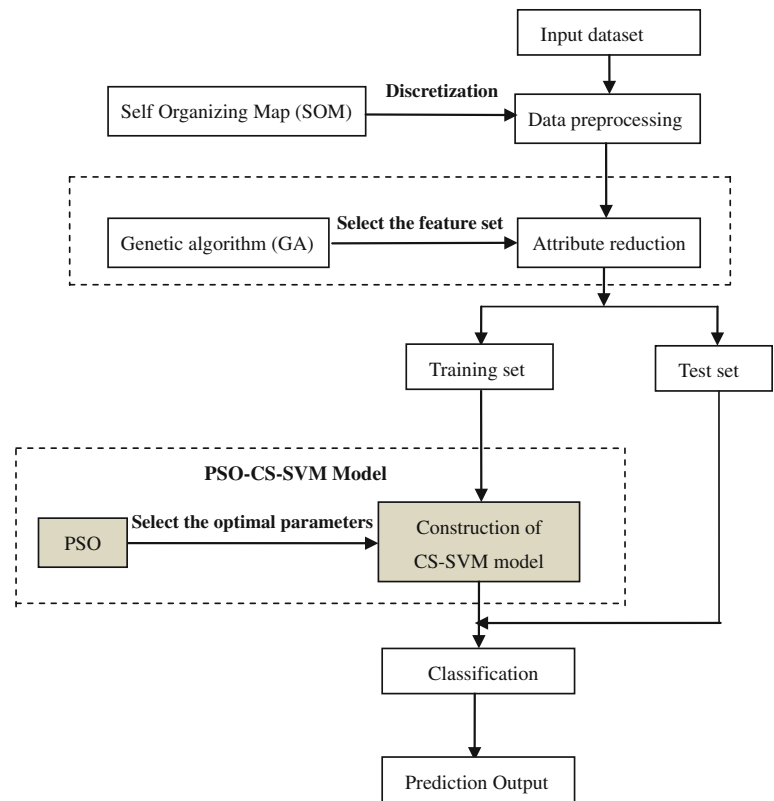 Input dataset
Discretization
Self Organizing Map (SOM)
Data preprocessing
Select the feature set
Genetic algorithm (GA)
Attribute reduction
Training set
Test set
PSO-CS-SVM Model
Select the optimal parameters
PSO
Construction of
CS-SVM model
Classification
Prediction Output